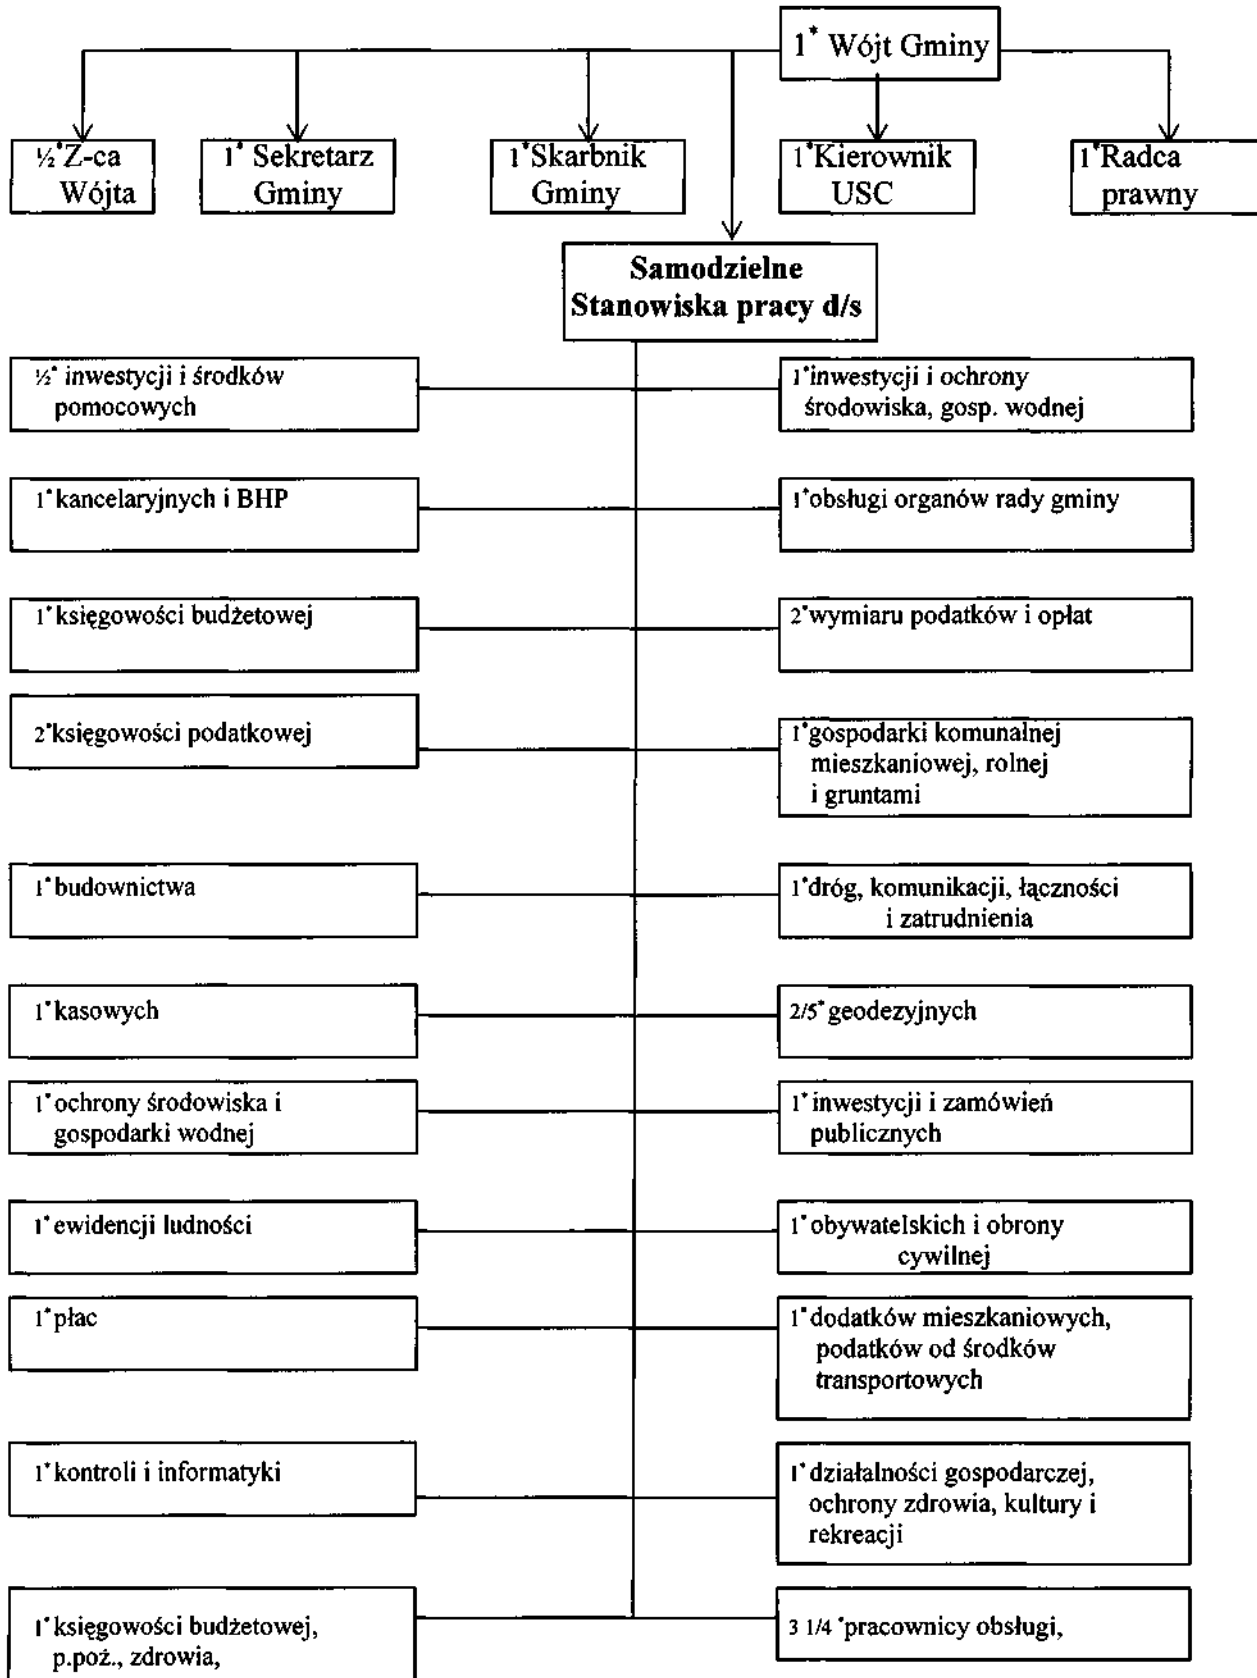 1* Wójt Gminy
½*Z-ca
Wójta
1* Sekretarz
Gminy
1*Skarbnik
Gminy
1*Kierownik
USC
1*Radca
prawny
Samodzielne
Stanowiska pracy d/s
½* inwestycji i środków
pomocowych
1*inwestycji i ochrony
środowiska, gosp. wodnej
1*kancelaryjnych i BHP
1*obsługi organów rady gminy
1*księgowości budżetowej
2*wymiaru podatków i opłat
2*księgowości podatkowej
1*gospodarki komunalnej
mieszkaniowej, rolnej
i gruntami
1*budownictwa
1*dróg, komunikacji, łączności
i zatrudnienia
1*kasowych
2/5*geodezyjnych
1*ochrony środowiska i
gospodarki wodnej
1*inwestycji i zamówień
publicznych
1*ewidencji ludności
1*obywatelskich i obrony
cywilnej
1*płac
1*dodatków mieszkaniowych,
podatków od środków
transportowych
1*kontroli i informatyki
1*działalności gospodarczej,
ochrony zdrowia, kultury i
rekreacji
1*księgowości budżetowej,
p.poż., zdrowia,
3 1/4 *pracownicy obsługi,